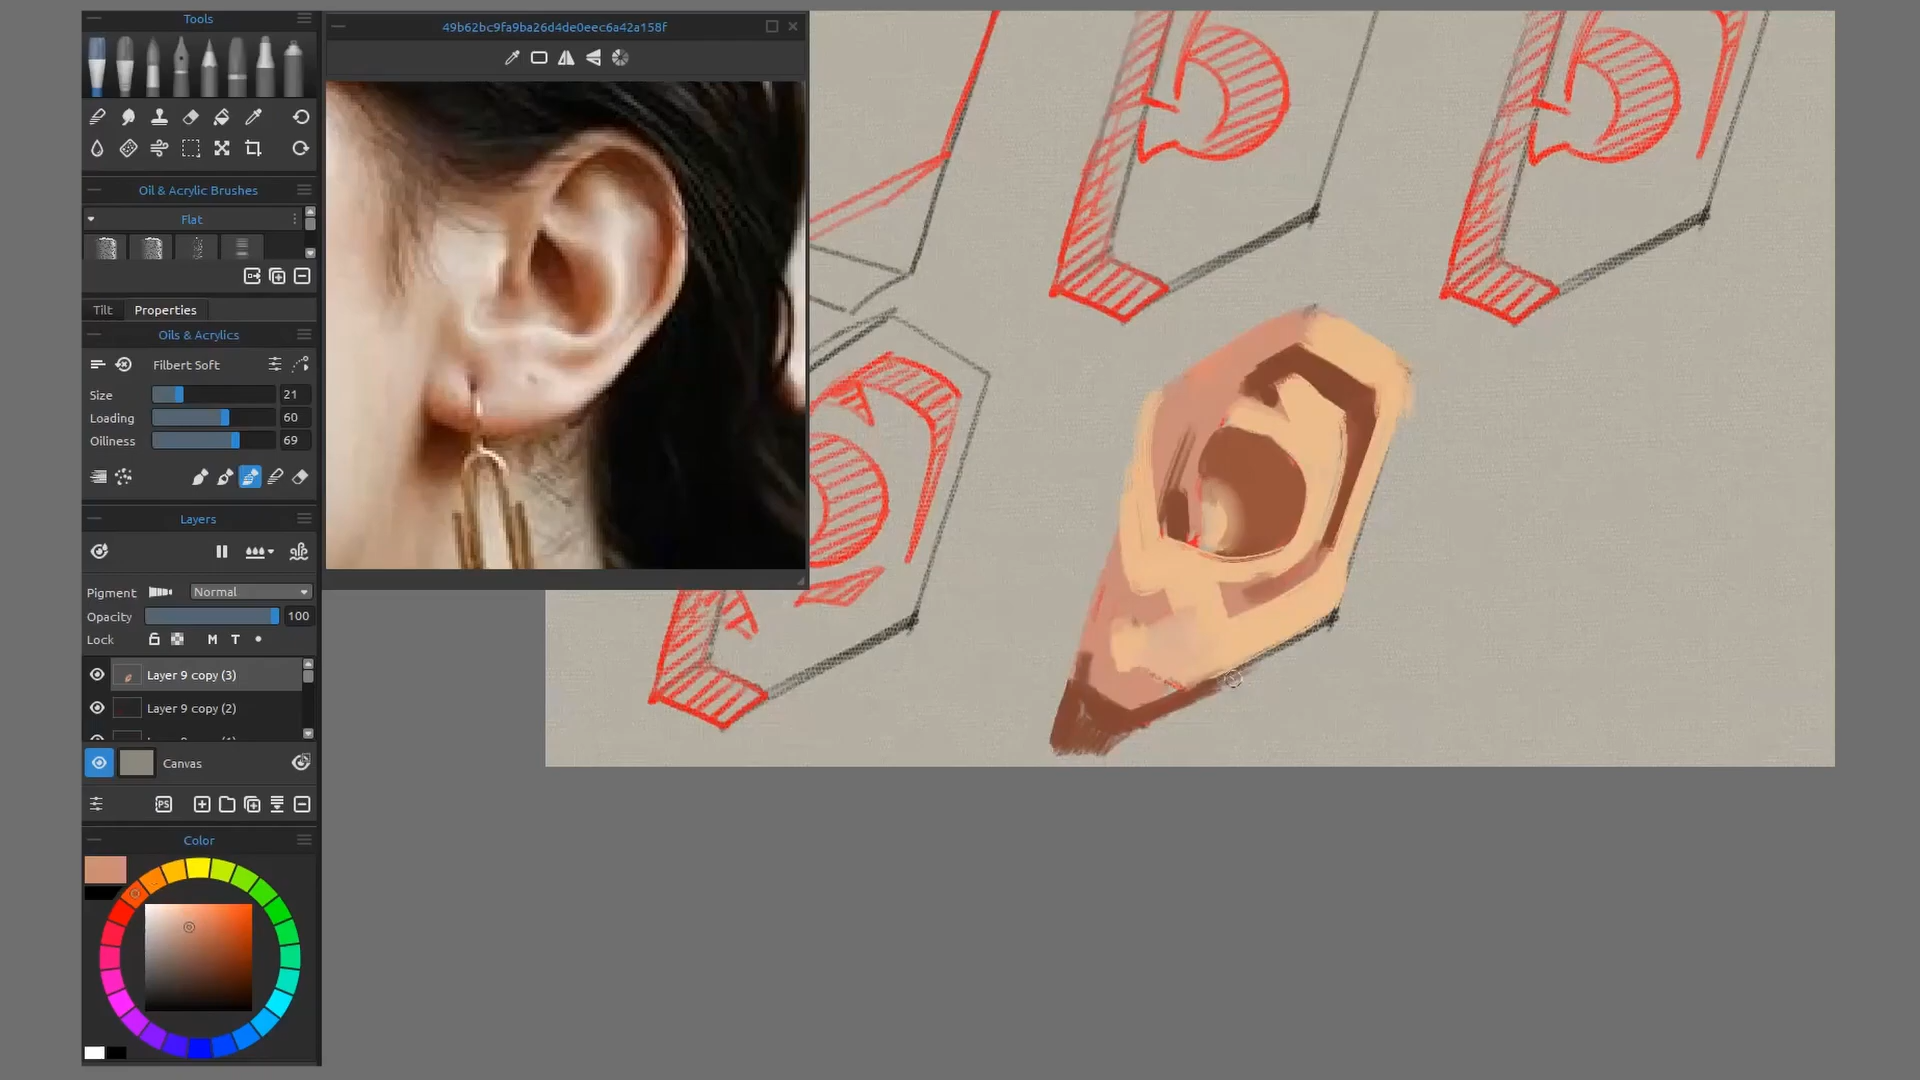 Tools
49b62bc9fa9ba26d4de0eec6a42a158f
Oil & Acrylic Brushes
Flat
Tilt
Properties
Oils & Acrylics
Filbert Soft
Size
21
Loading
60
Oiliness
69
Layers
Pigment
Normal
Opacity
100
Lock
M
T
Layer 9 copy (3)
Layer 9 copy (2)
Canvas
PS
Color